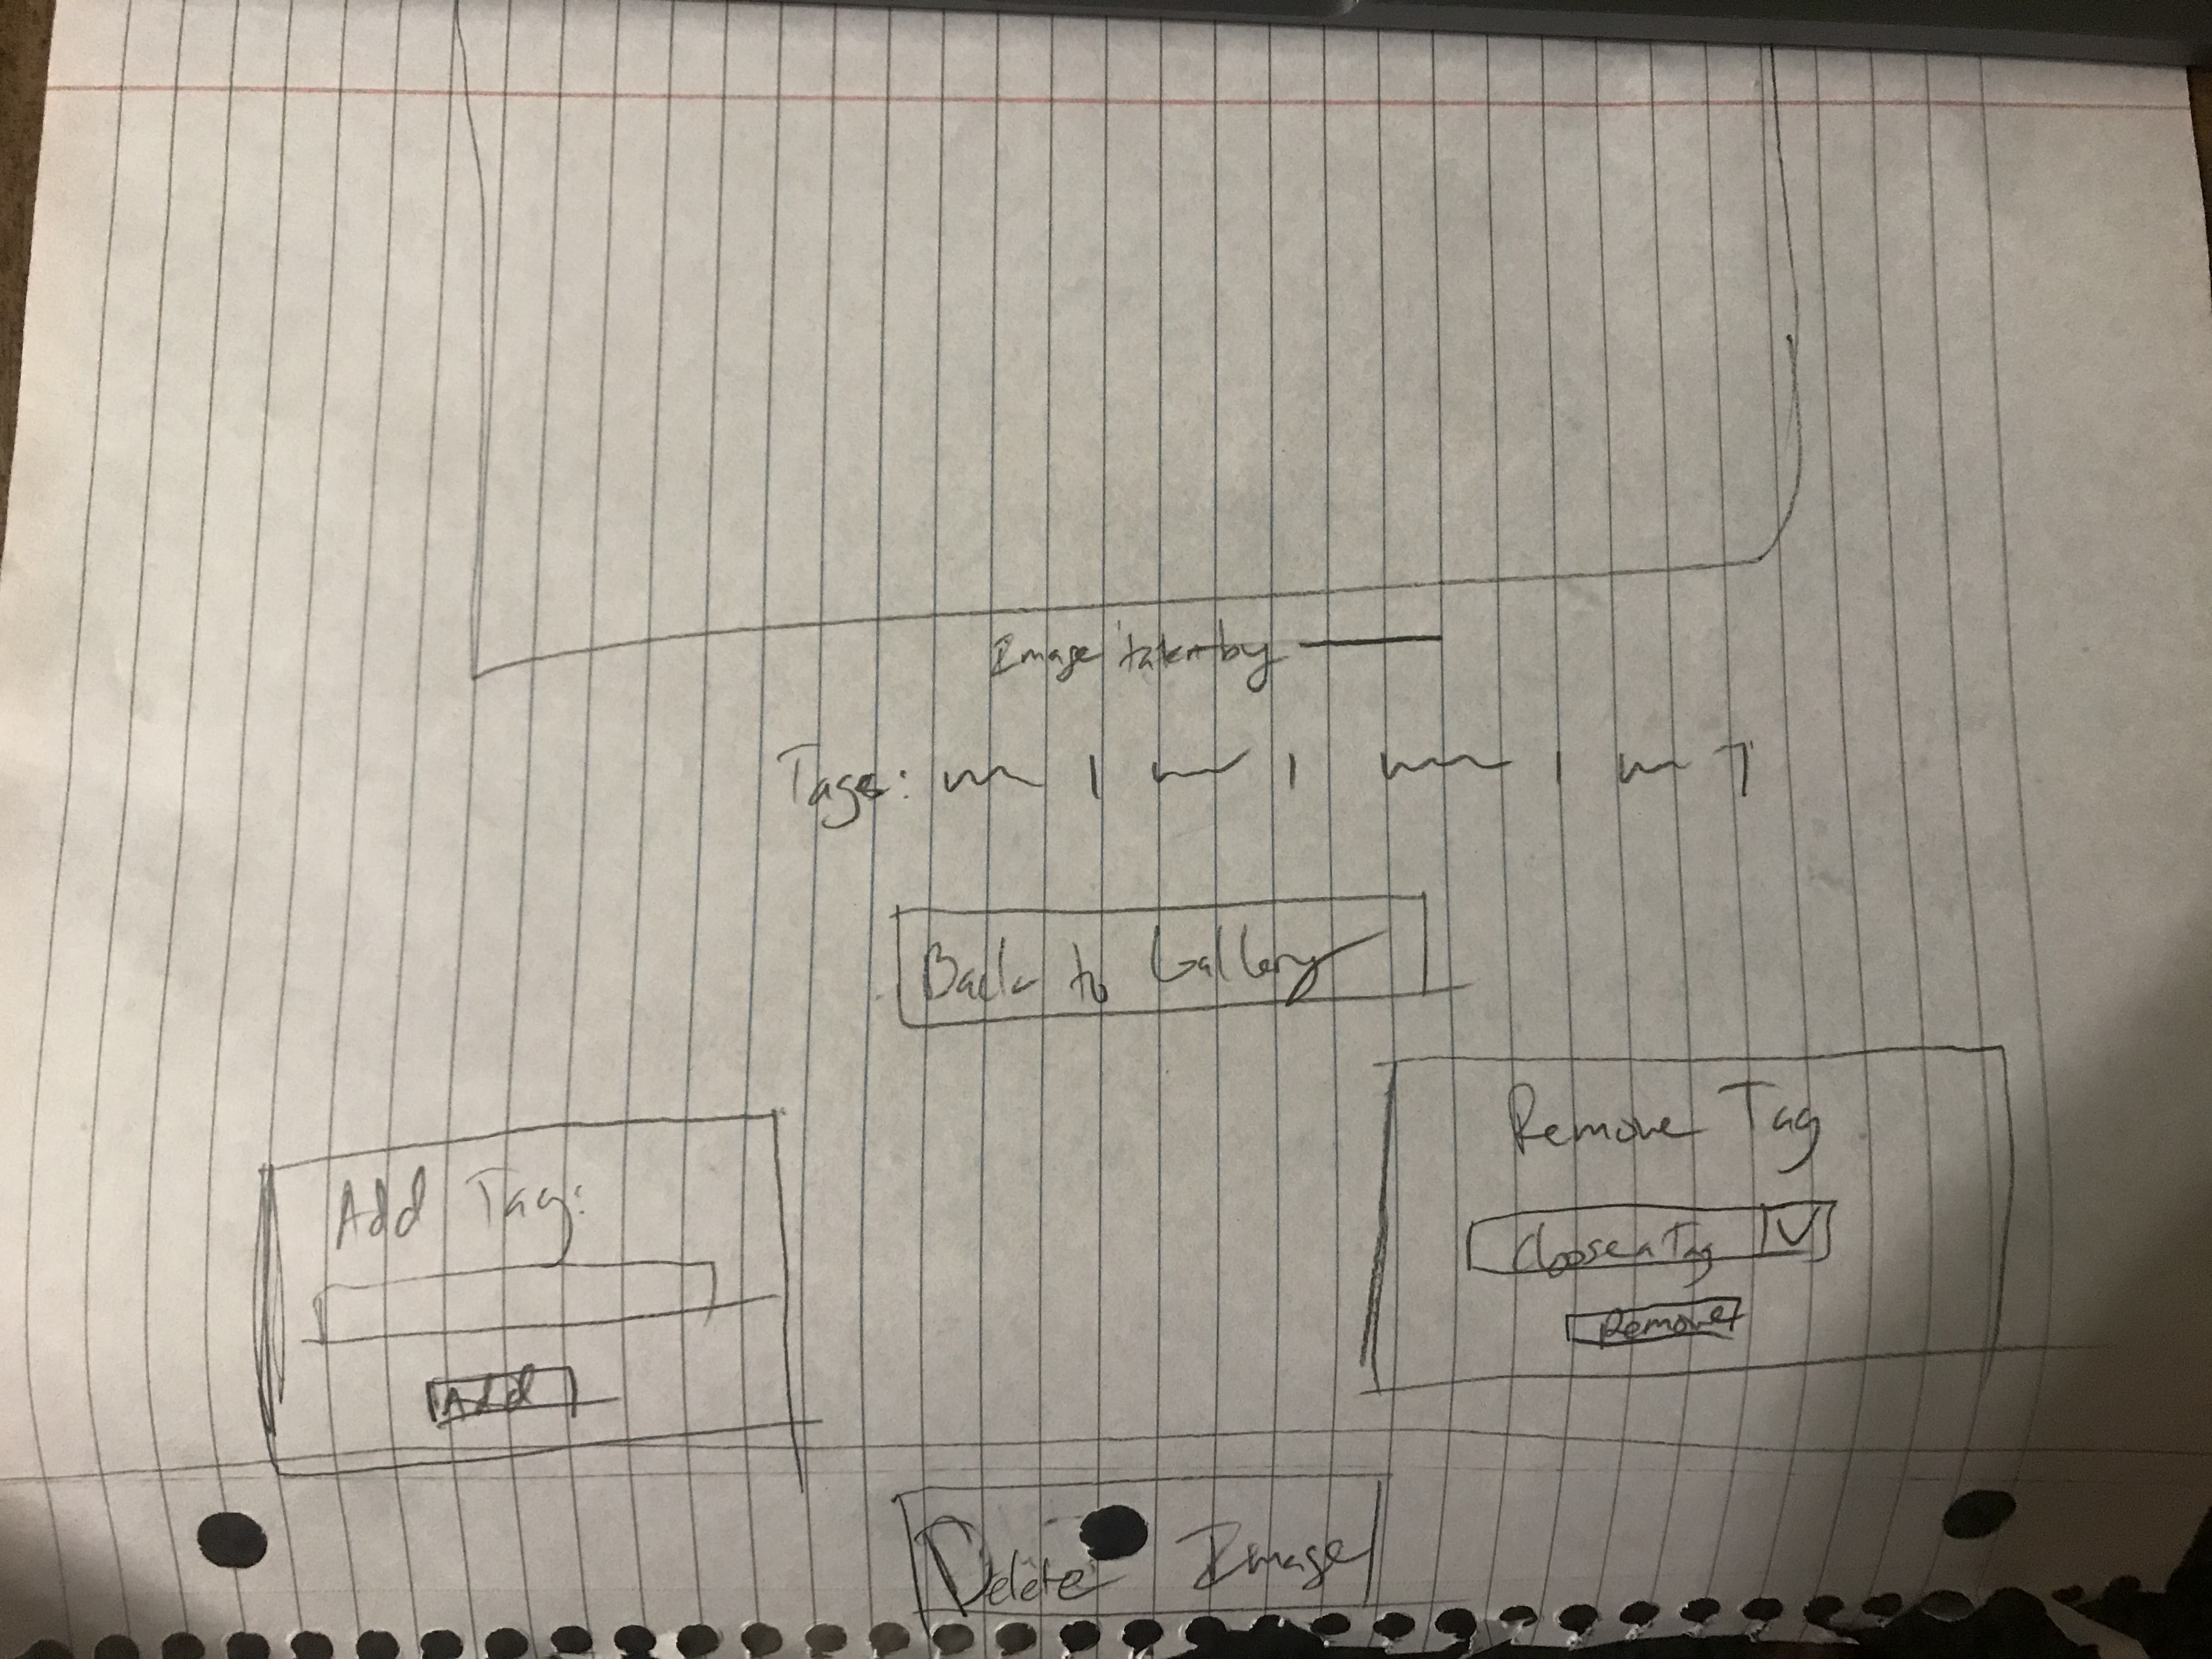 Image taken by
Tags: | | |
Back to Gallery
Add Tag:
Add
Remove Tag
Choose a Tag
Remove
Delete Image